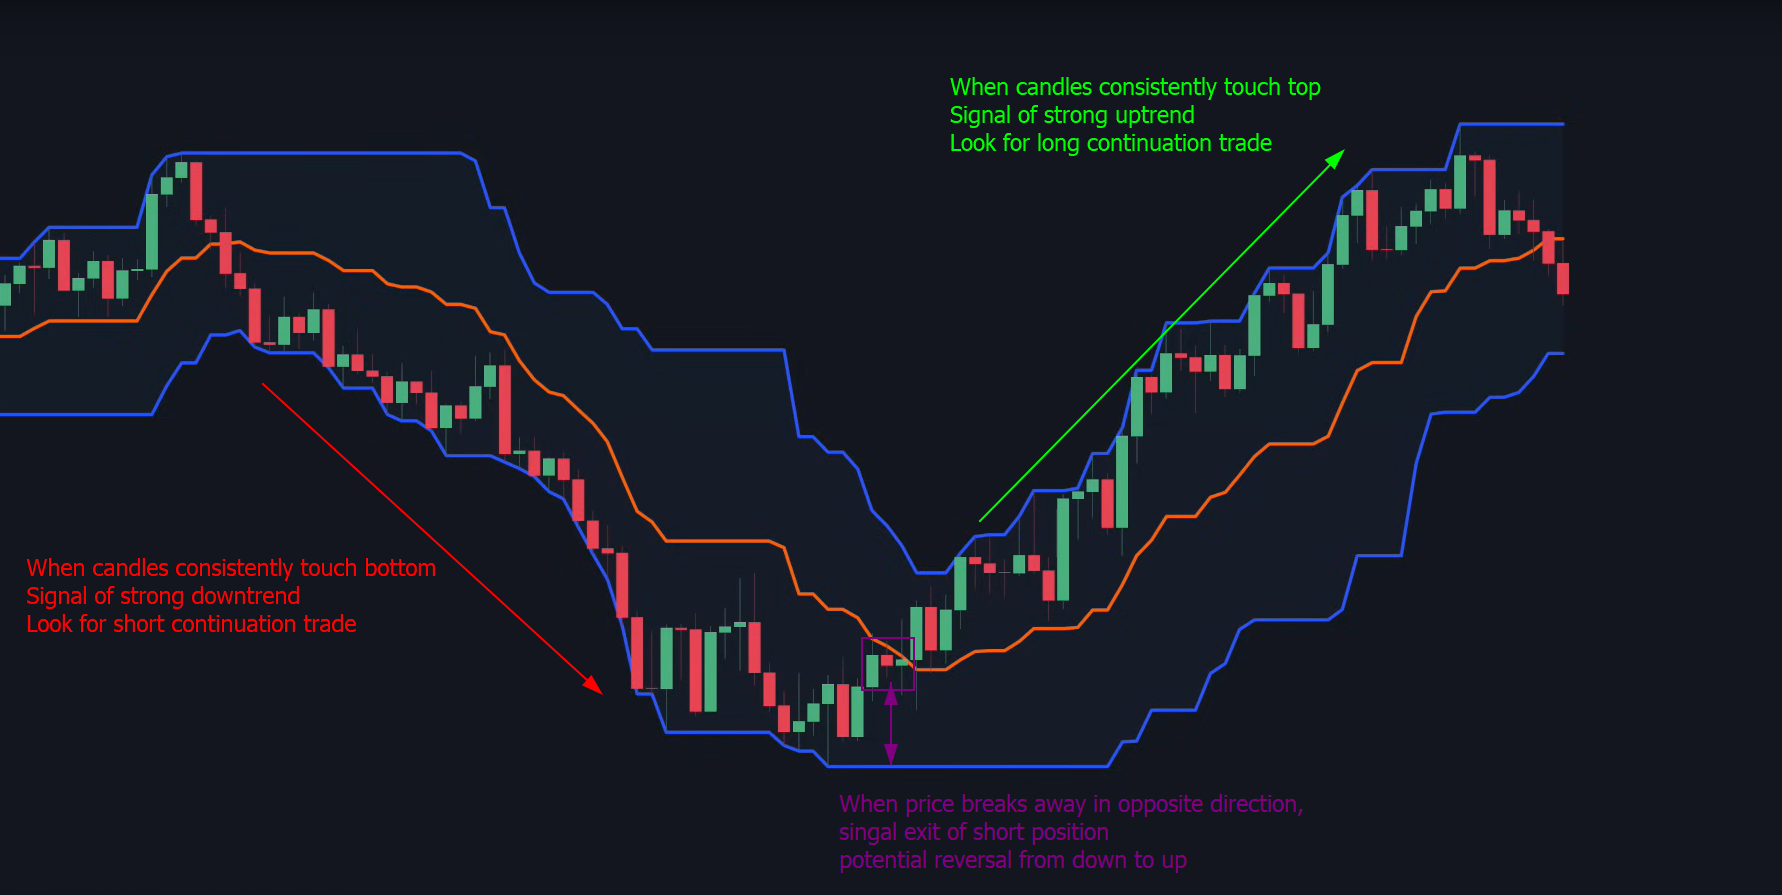 When candles consistently touch top
Signal of strong uptrend
Look for long continuation trade
When candles consistently touch bottom
Signal of strong downtrend
Look for short continuation trade
When price breaks away in opposite direction,
singal exit of short position
potential reversal from down to up